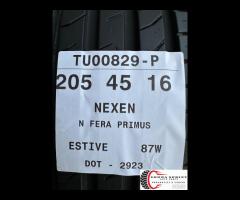 TU00829-P
205 45 16
NEXEN
N FERA PRIMUS
ESTIVE 87W
DOT - 2923